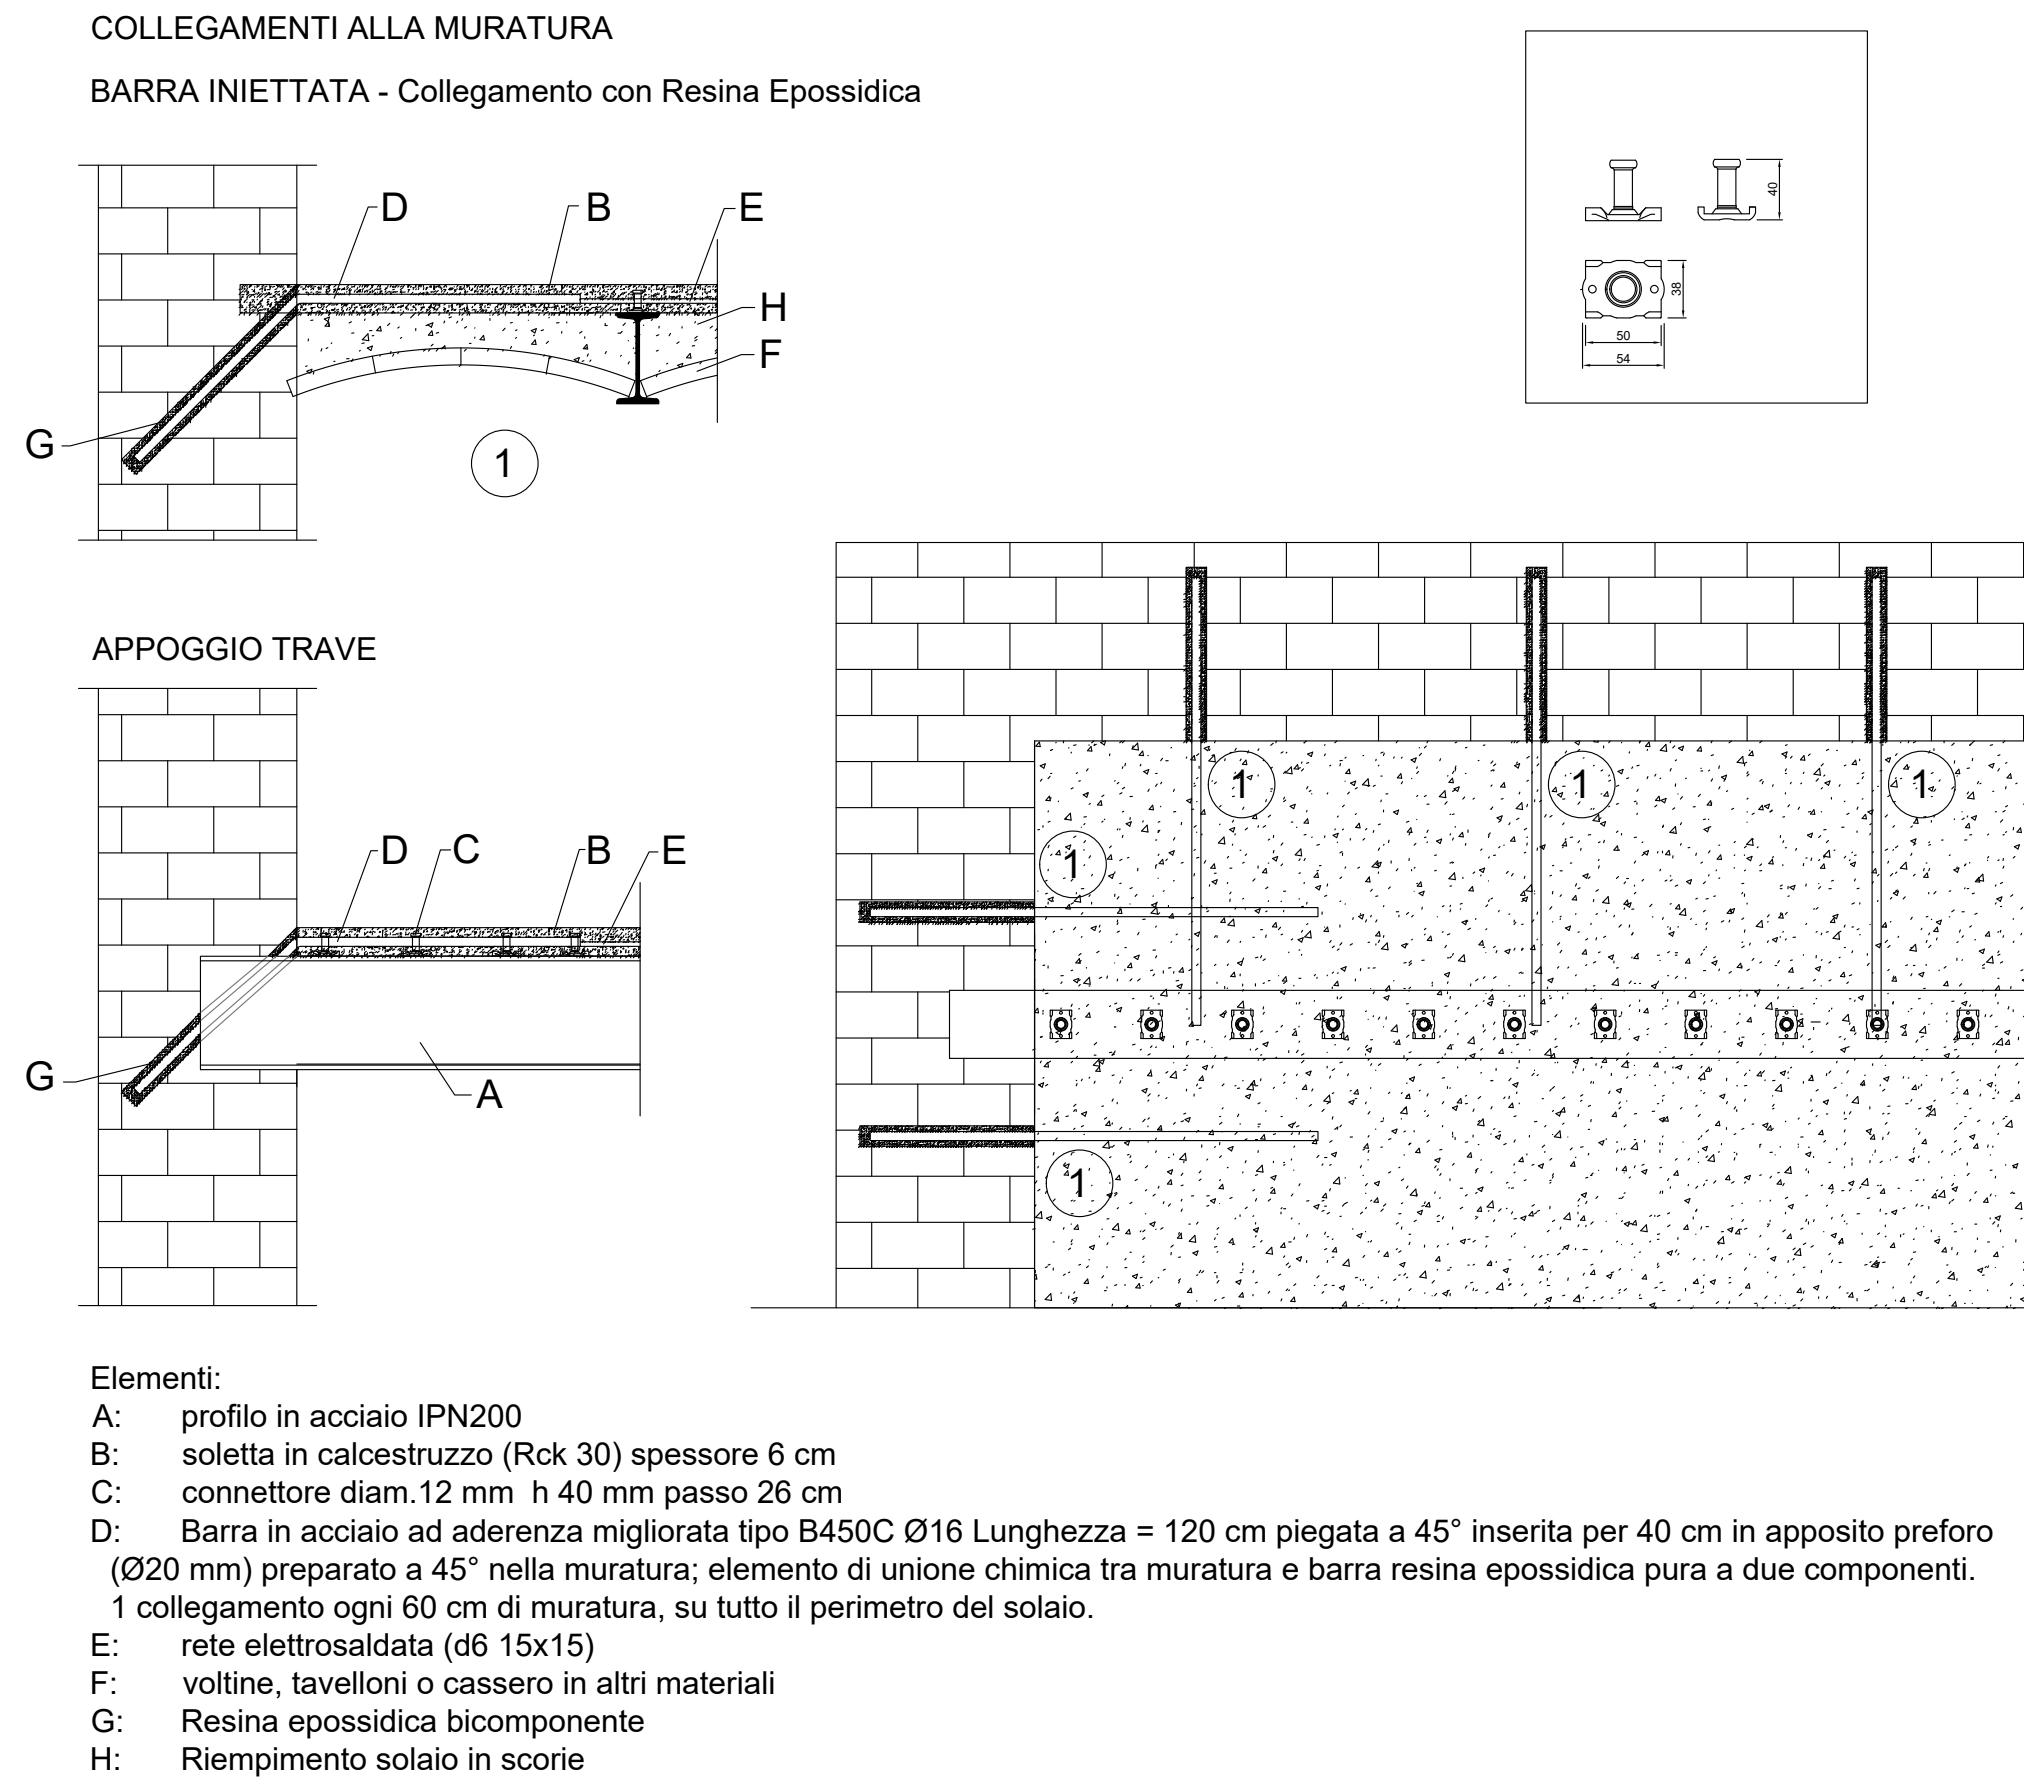 COLLEGAMENTI ALLA MURATURA
BARRA INIETTATA - Collegamento con Resina Epossidica
D
B
E
H
F
G
1
40
38
50
54
APPOGGIO TRAVE
D
C
B
E
G
A
1
1
1
1
1
Elementi:
A: profilo in acciaio IPN200
B: soletta in calcestruzzo (Rck 30) spessore 6 cm
C: connettore diam.12 mm h 40 mm passo 26 cm
D: Barra in acciaio ad aderenza migliorata tipo B450C Ø16 Lunghezza = 120 cm piegata a 45° inserita per 40 cm in apposito preforo
(Ø20 mm) preparato a 45° nella muratura; elemento di unione chimica tra muratura e barra resina epossidica pura a due componenti.
1 collegamento ogni 60 cm di muratura, su tutto il perimetro del solaio.
E: rete elettrosaldata (d6 15x15)
F: voltine, tavelloni o cassero in altri materiali
G: Resina epossidica bicomponente
H: Riempimento solaio in scorie